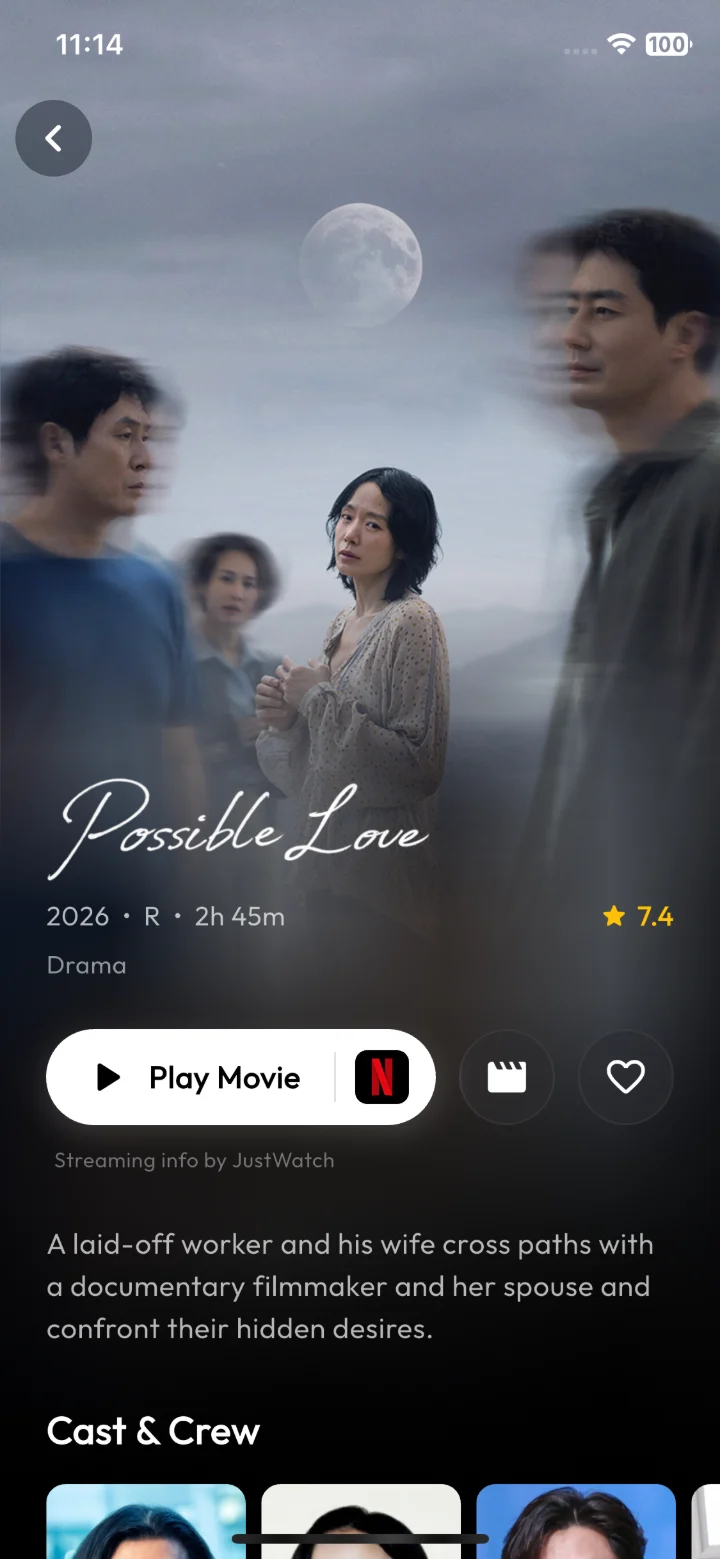 11:14
100
Possible Love
2026 • R • 2h 45m
7.4
Drama
Play Movie
N
Streaming info by JustWatch
A laid-off worker and his wife cross paths with
a documentary filmmaker and her spouse and
confront their hidden desires.
Cast & Crew